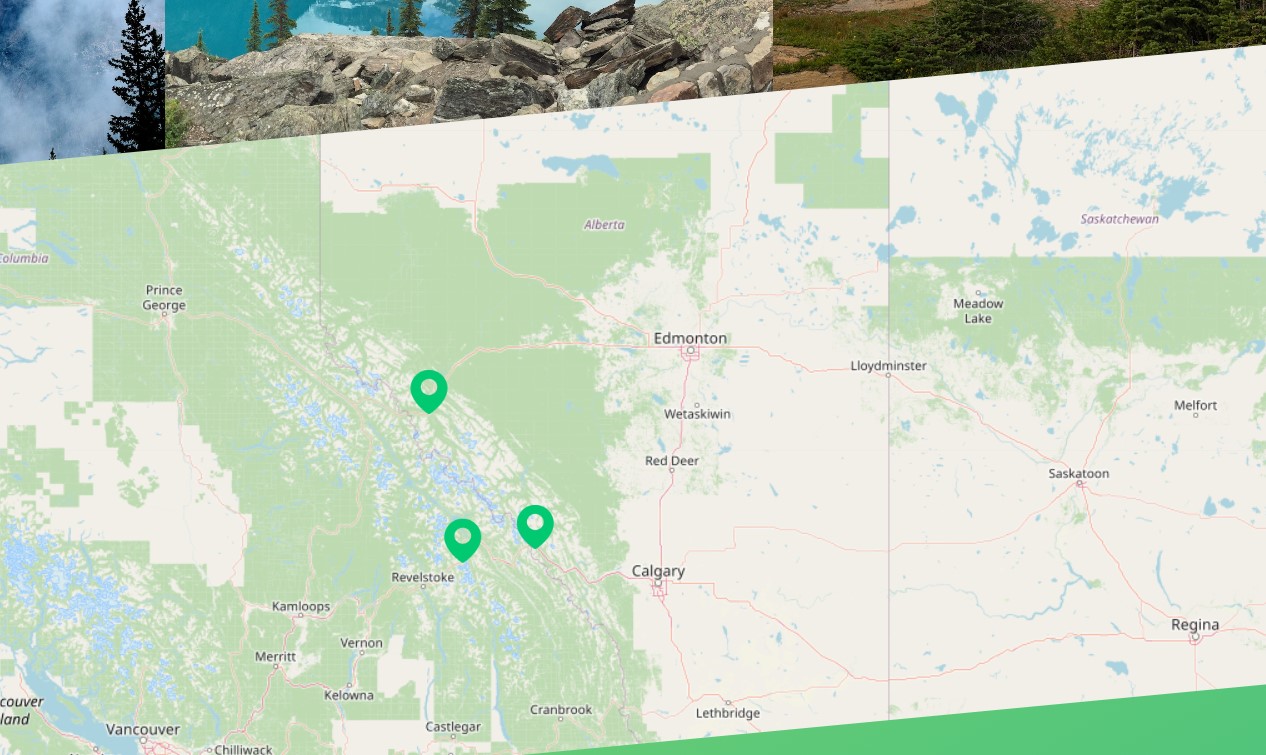 Alberta
Saskatchewan
Columbia
Prince
George
Meadow
Lake
Edmonton
Lloydminster
Wetaskiwin
Melfort
Red Deer
Saskatoon
Calgary
Revelstoke
Kamloops
Regina
Vernon
Merritt
Kelowna
couver
land
Cranbrook
Lethbridge
Castlegar
Vancouver
Chilliwack